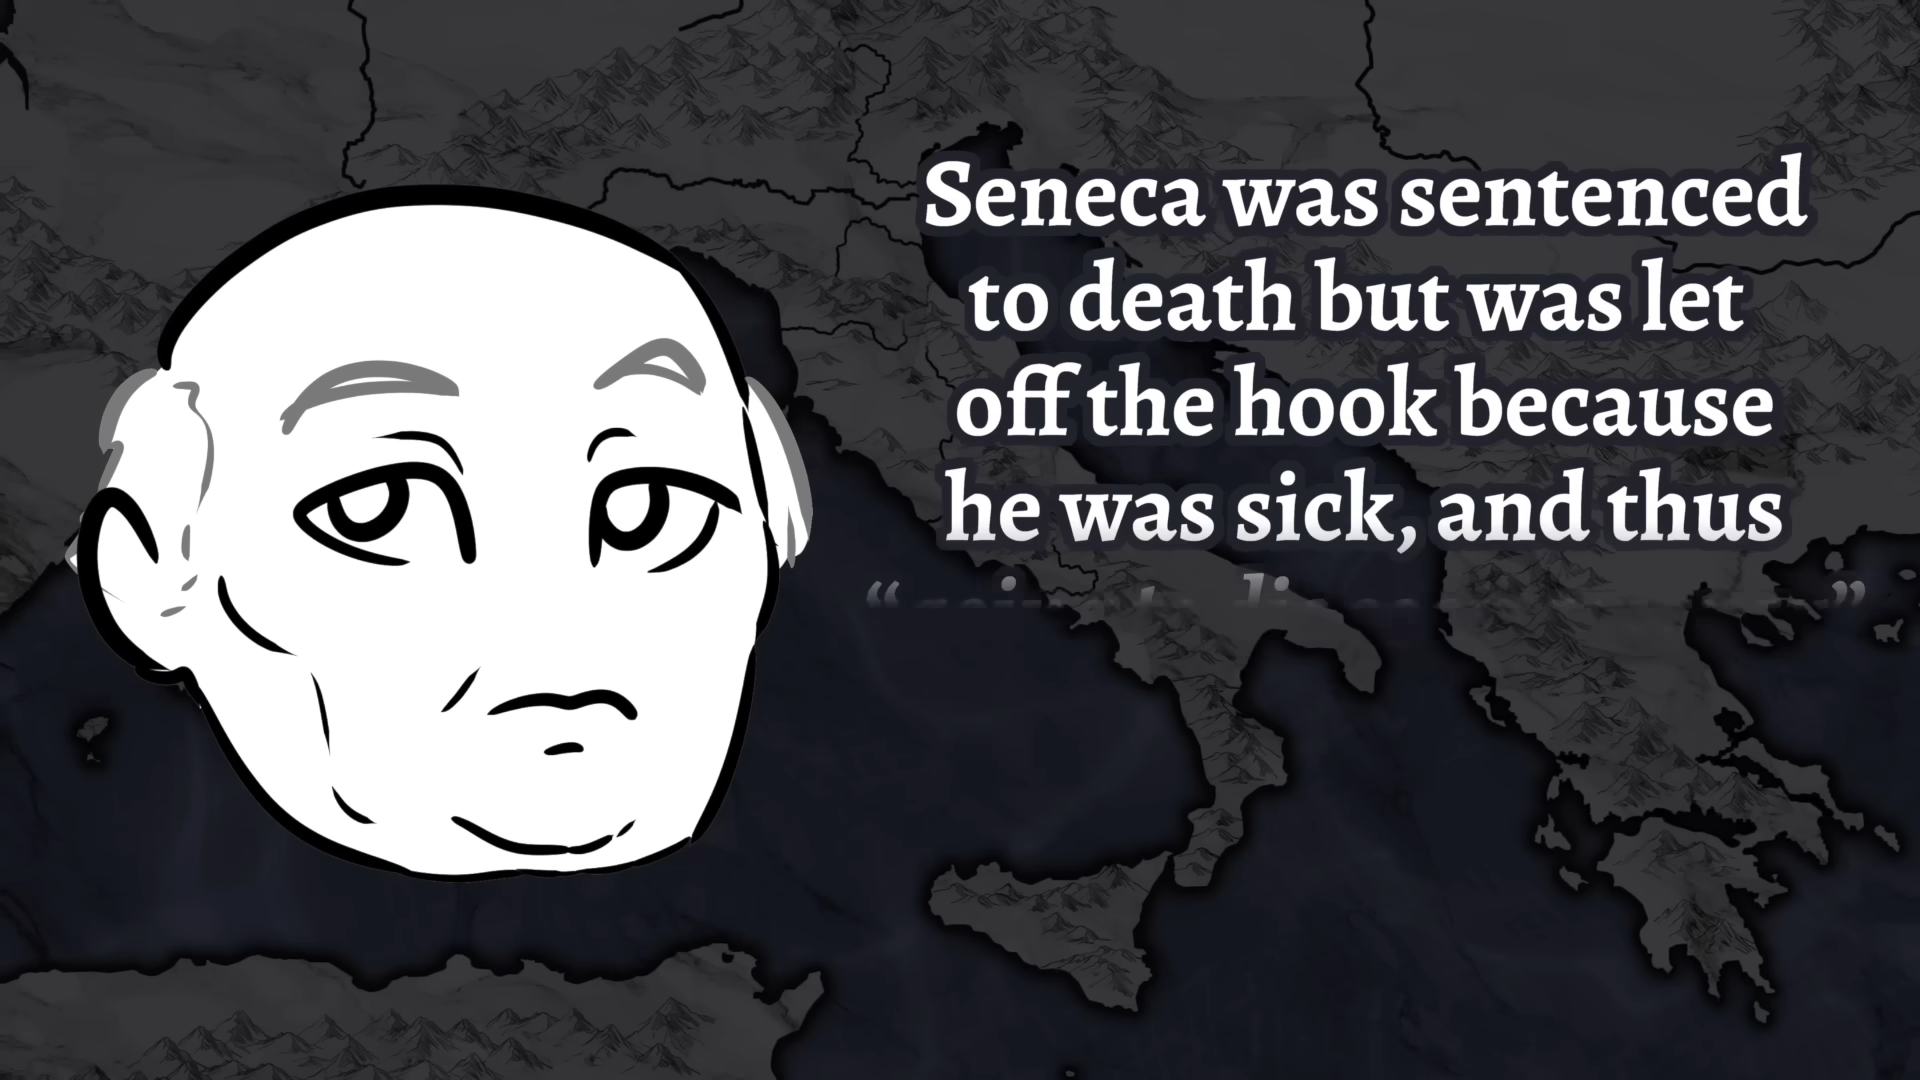 Seneca was sentenced
to death but was let
off the hook because
he was sick, and thus